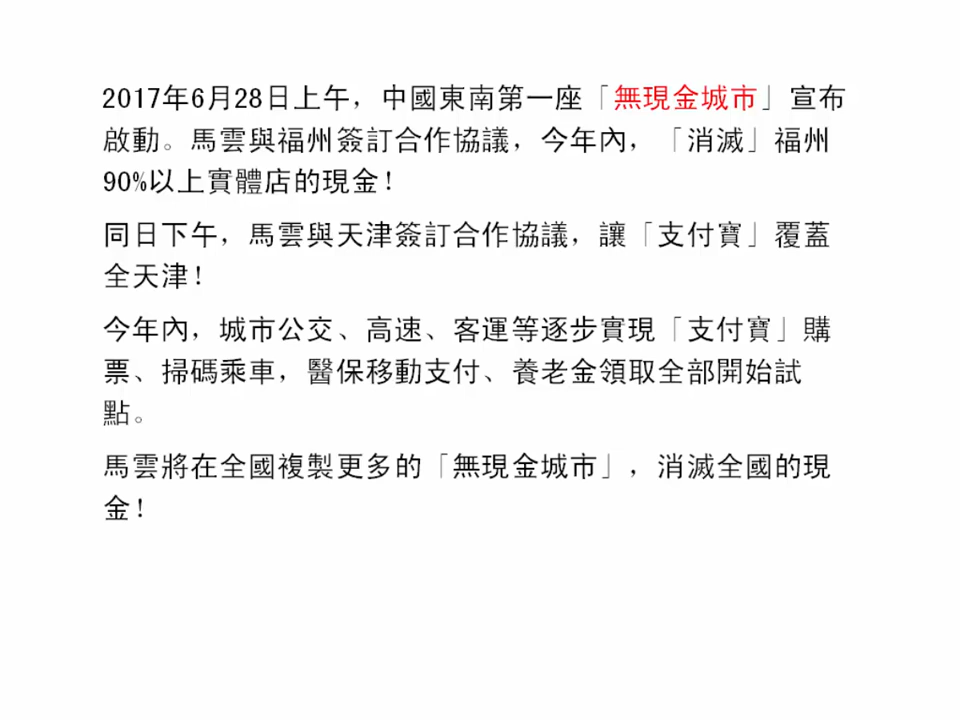 2017年6月28日上午，中國東南第一座「無現金城市」宣布
啟動。馬雲與福州簽訂合作協議，今年內，「消滅」福州
90%以上實體店的現金！
同日下午，馬雲與天津簽訂合作協議，讓「支付寶」覆蓋
全天津！
今年內，城市公交、高速、客運等逐步實現「支付寶」購
票、掃碼乘車，醫保移動支付、養老金領取全部開始試
點。
馬雲將在全國複製更多的「無現金城市」，消滅全國的現
金！